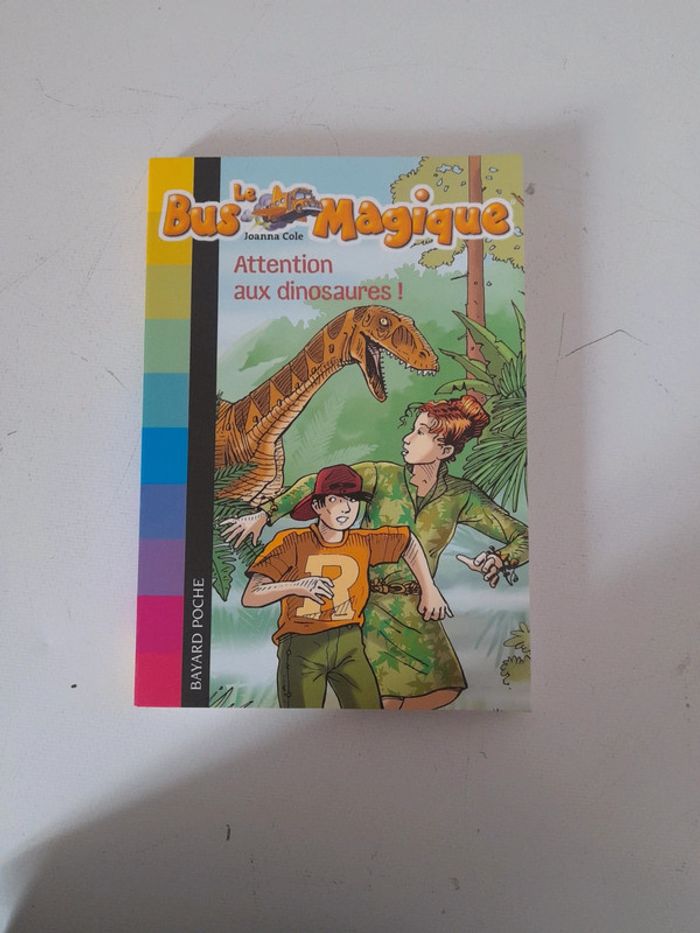 Le
Bus Magique
Joanna Cole
Attention
aux dinosaures !
R
BAYARD POCHE